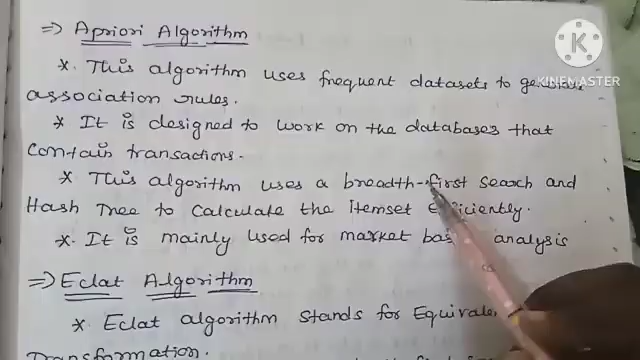 ⇒ Apriori Algorithm
* This algorithm uses frequent datasets to
association rules.
* It is designed to work on the databases that
contain transactions.
* This algorithm uses a breadth-first search and
Hash Tree to calculate the itemset efficiently.
* It is mainly used for market analysis
⇒ Eclat Algorithm
* Eclat algorithm stands for
Transformation.
KINEMASTER